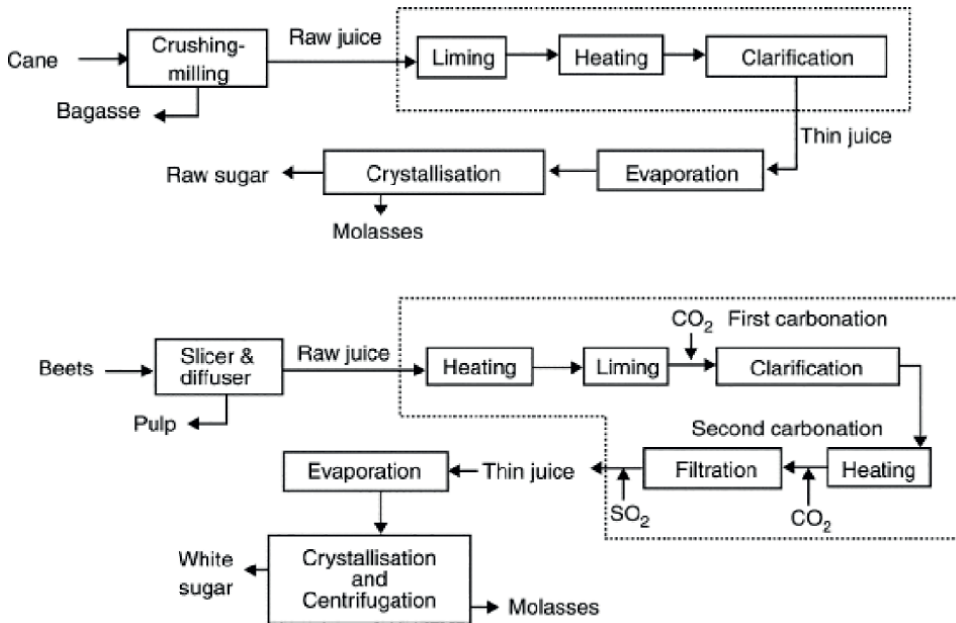 Cane
Crushing-
milling
Raw juice
Liming
Heating
Clarification
Bagasse
Thin juice
Raw sugar
Crystallisation
Evaporation
Molasses
Beets
Slicer &
diffuser
Raw juice
Heating
Liming
CO2 First carbonation
Clarification
Pulp
Second carbonation
Evaporation
Thin juice
Filtration
Heating
SO2
CO2
White
sugar
Crystallisation
and
Centrifugation
Molasses